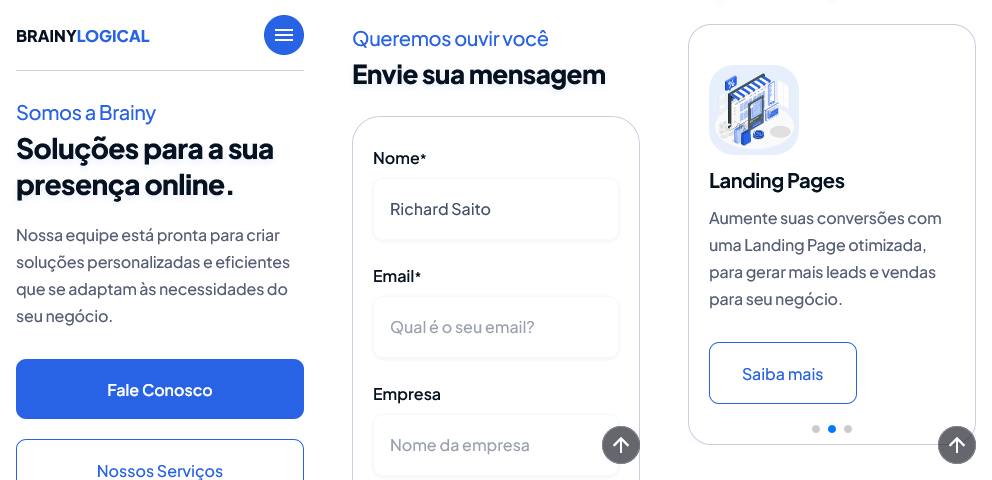 BRAINYLOGICAL
Somos a Brainy
Soluções para a sua
presença online.
Nossa equipe está pronta para criar
soluções personalizadas e eficientes
que se adaptam às necessidades do
seu negócio.
Fale Conosco
Nossos Serviços
Queremos ouvir você
Envie sua mensagem
Nome*
Richard Saito
Email*
Qual é o seu email?
Empresa
Nome da empresa
%
Landing Pages
Aumente suas conversões com
uma Landing Page otimizada,
para gerar mais leads e vendas
para seu negócio.
Saiba mais